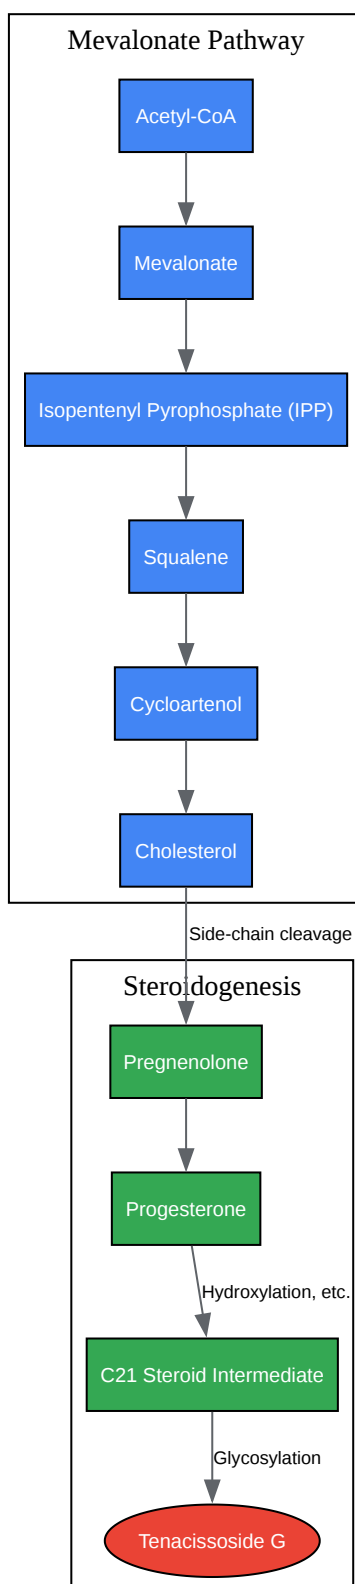 Mevalonate Pathway
Acetyl-CoA
Mevalonate
Isopentenyl Pyrophosphate (IPP)
Squalene
Cycloartenol
Cholesterol
Side-chain cleavage
Steroidogenesis
Pregnenolone
Progesterone
Hydroxylation, etc.
C21 Steroid Intermediate
Glycosylation
Tenacissoside G